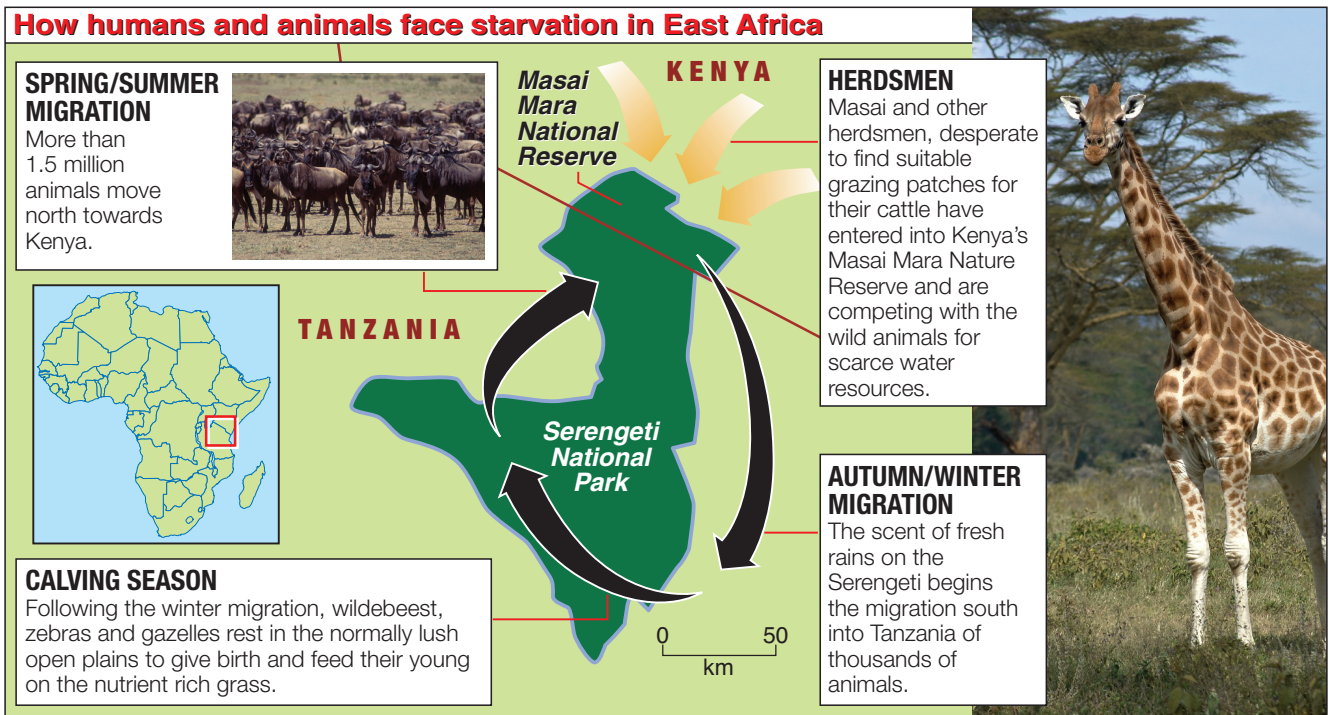 How humans and animals face starvation in East Africa
SPRING/SUMMER
MIGRATION
More than
1.5 million
animals move
north towards
Kenya.
Masai
Mara
National
Reserve
KENYA
HERDSMEN
Masai and other
herdsmen, desperate
to find suitable
grazing patches for
their cattle have
entered into Kenya's
Masai Mara Nature
Reserve and are
competing with the
wild animals for
scarce water
resources.
TANZANIA
Serengeti
National
Park
AUTUMN/WINTER
MIGRATION
The scent of fresh
rains on the
Serengeti begins
the migration south
into Tanzania of
thousands of
animals.
CALVING SEASON
Following the winter migration, wildebeest,
zebras and gazelles rest in the normally lush
open plains to give birth and feed their young
on the nutrient rich grass.
0 50
km